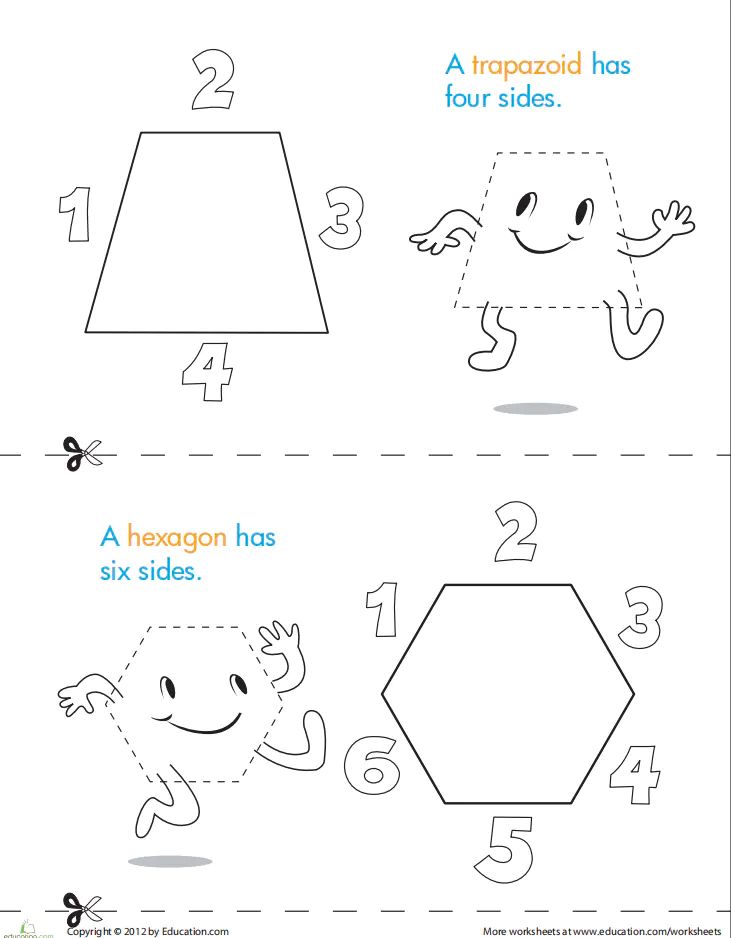 2
A trapazoid has
four sides.
1
3
4
A hexagon has
six sides.
2
1
3
6
4
5
education.com
Copyright © 2012 by Education.com
More worksheets at www.education.com/worksheets